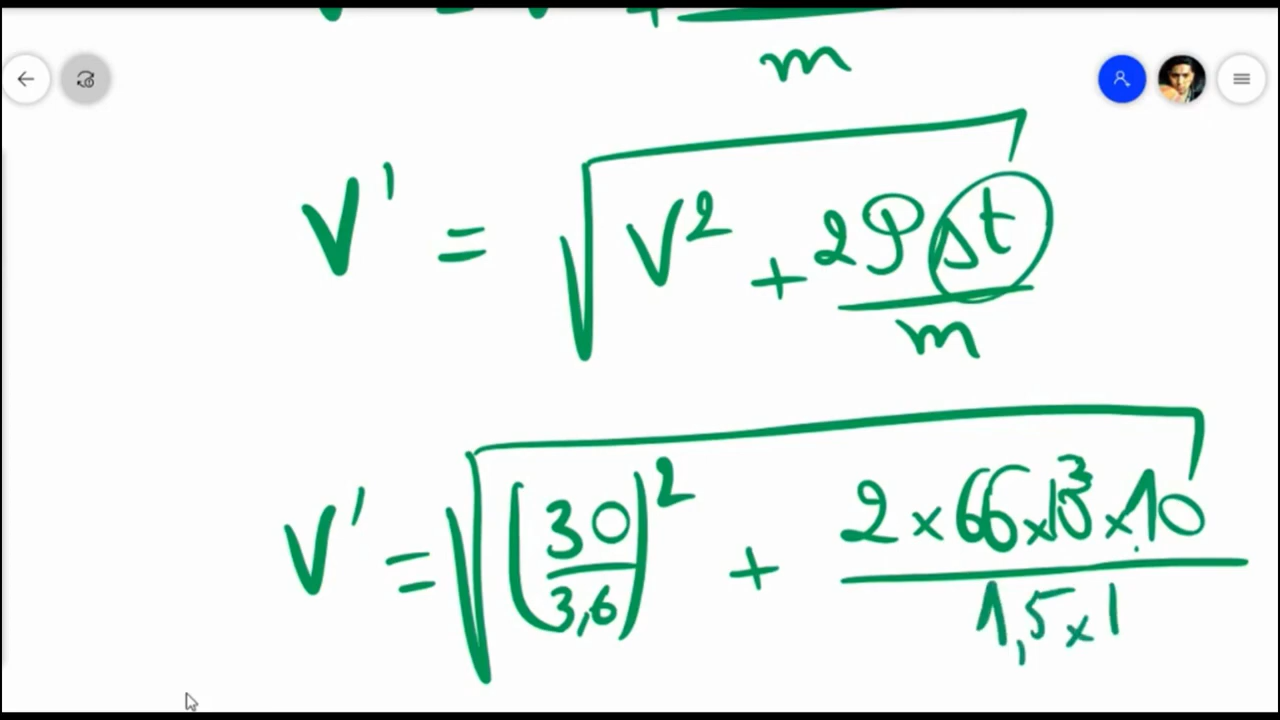 m
V' = √ V² + 2PΔt / m
V' = √ (30 / 3,6)² + 2×66×10³×10 / 1,5×1